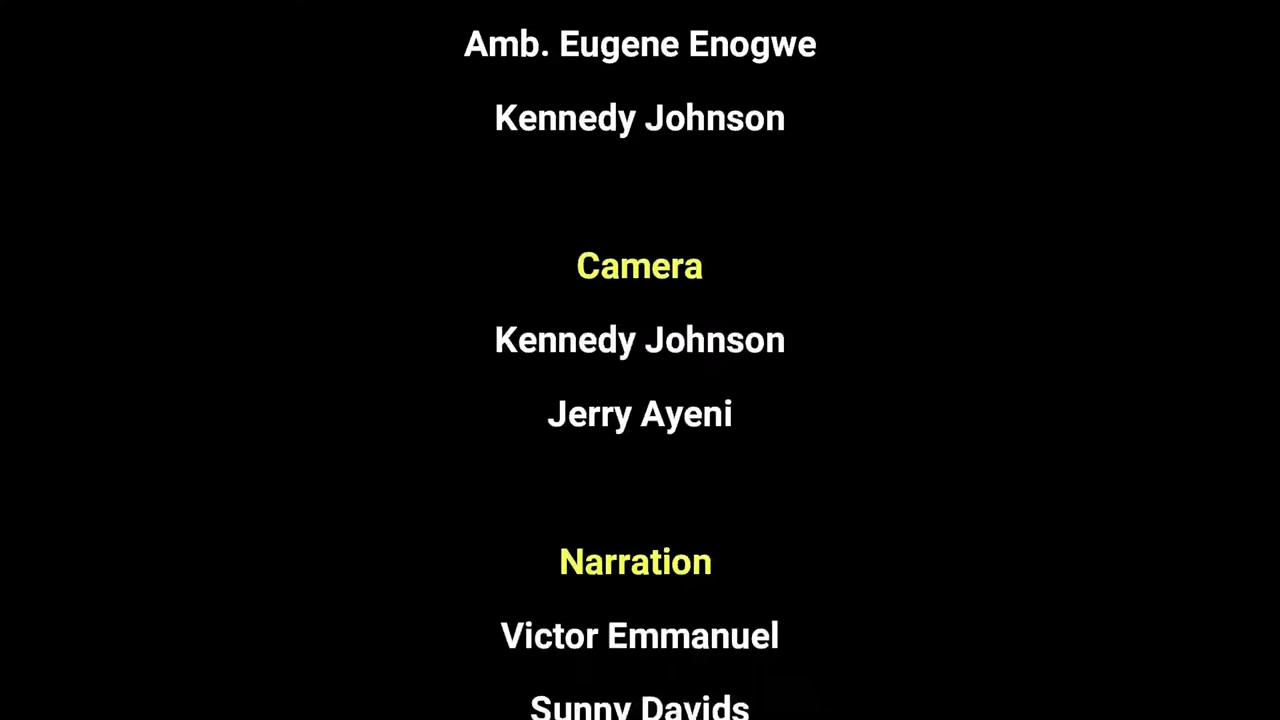 Amb. Eugene Enogwe
Kennedy Johnson
Camera
Kennedy Johnson
Jerry Ayeni
Narration
Victor Emmanuel
Sunny Davids